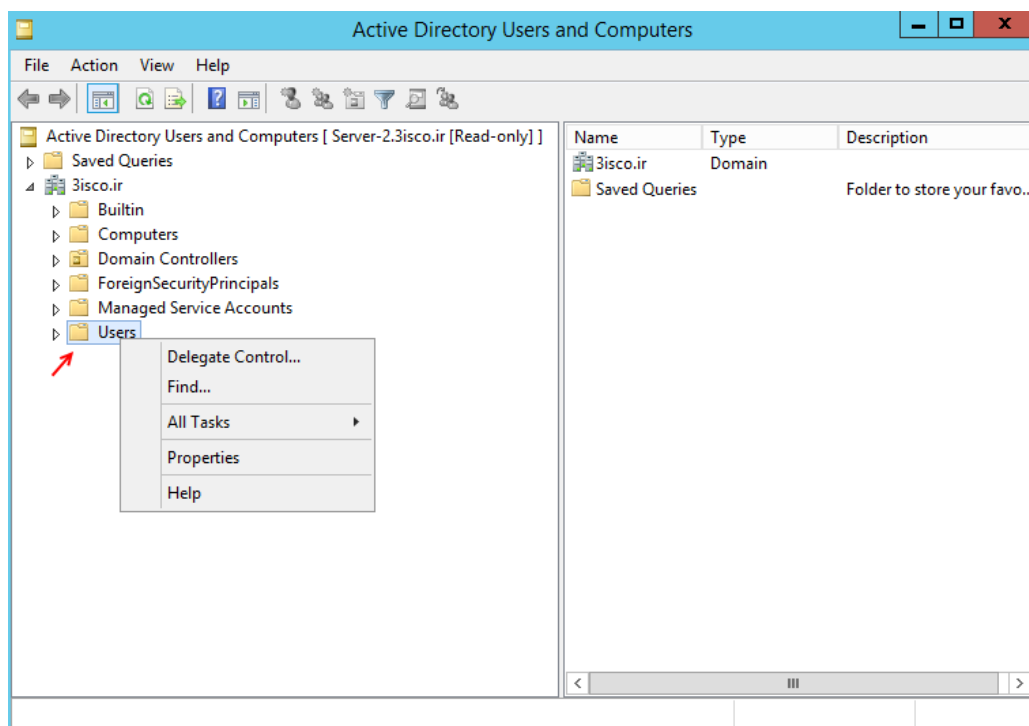 Active Directory Users and Computers
File Action View Help
Active Directory Users and Computers [ Server-2.3isco.ir [Read-only] ]
Saved Queries
3isco.ir
Builtin
Computers
Domain Controllers
ForeignSecurityPrincipals
Managed Service Accounts
Users
Delegate Control...
Find...
All Tasks
Properties
Help
Name Type Description
3isco.ir Domain
Saved Queries Folder to store your favo...